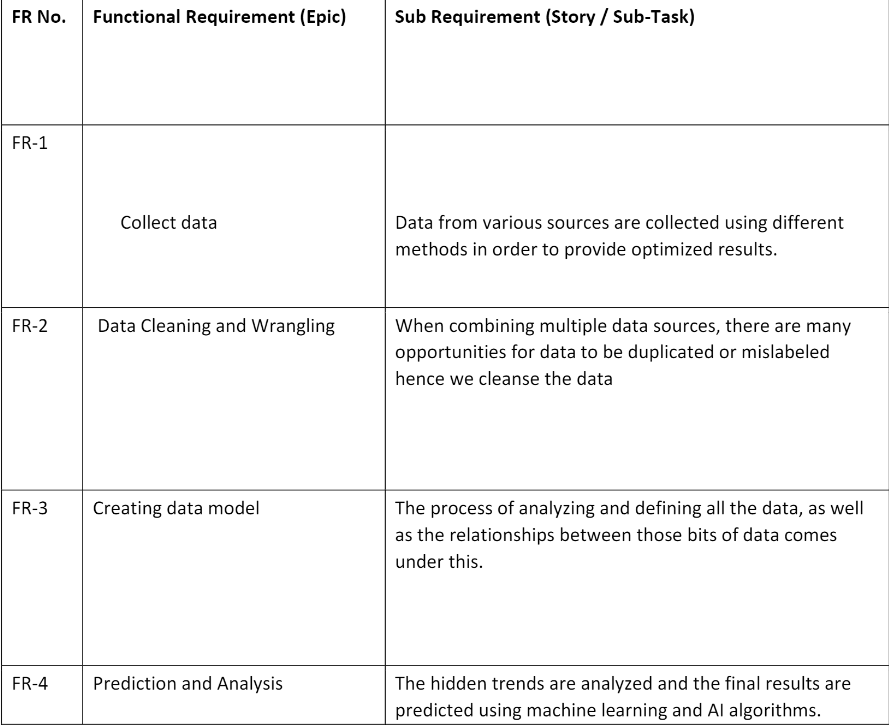 FR No. Functional Requirement (Epic) Sub Requirement (Story / Sub-Task)
FR-1
Collect data Data from various sources are collected using different
methods in order to provide optimized results.
FR-2 Data Cleaning and Wrangling When combining multiple data sources, there are many
opportunities for data to be duplicated or mislabeled
hence we cleanse the data
FR-3 Creating data model The process of analyzing and defining all the data, as well
as the relationships between those bits of data comes
under this.
FR-4 Prediction and Analysis The hidden trends are analyzed and the final results are
predicted using machine learning and AI algorithms.